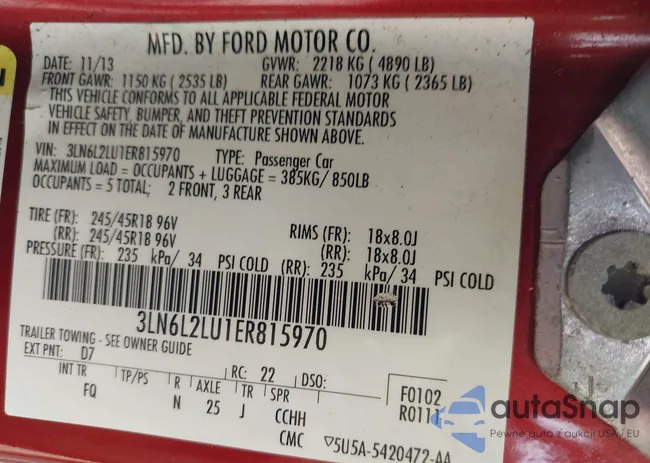 MFD. BY FORD MOTOR CO.
DATE: 11/13 GVWR: 2218 KG ( 4890 LB)
FRONT GAWR: 1150 KG ( 2535 LB) REAR GAWR: 1073 KG ( 2365 LB)
THIS VEHICLE CONFORMS TO ALL APPLICABLE FEDERAL MOTOR
VEHICLE SAFETY, BUMPER, AND THEFT PREVENTION STANDARDS
IN EFFECT ON THE DATE OF MANUFACTURE SHOWN ABOVE.
VIN: 3LN6L2LU1ER815970 TYPE: Passenger Car
MAXIMUM LOAD = OCCUPANTS + LUGGAGE = 385KG/ 850LB
OCCUPANTS = 5 TOTAL; 2 FRONT, 3 REAR
TIRE (FR): 245/45R18 96V RIMS (FR): 18x8.0J
(RR): 245/45R18 96V (RR): 18x8.0J
PRESSURE (FR): 235 kPa/ 34 PSI COLD (RR): 235 kPa/ 34 PSI COLD
3LN6L2LU1ER815970
TRAILER TOWING - SEE OWNER GUIDE
EXT PNT: D7 RC: 22 DSO:
INT TR TP/PS R AXLE TR SPR F0102
FQ N 25 J CCHH R0111
CMC ▽5U5A-5420472-AA
autoSnap
Pewne auto z aukcji USA i EU